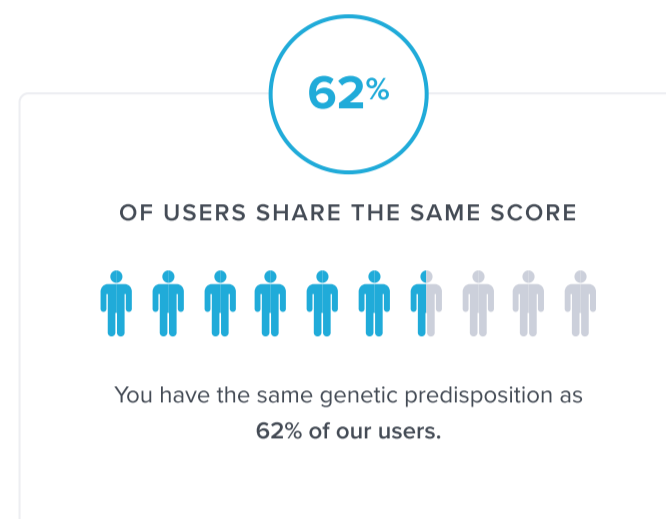 62%
OF USERS SHARE THE SAME SCORE
You have the same genetic predisposition as
62% of our users.